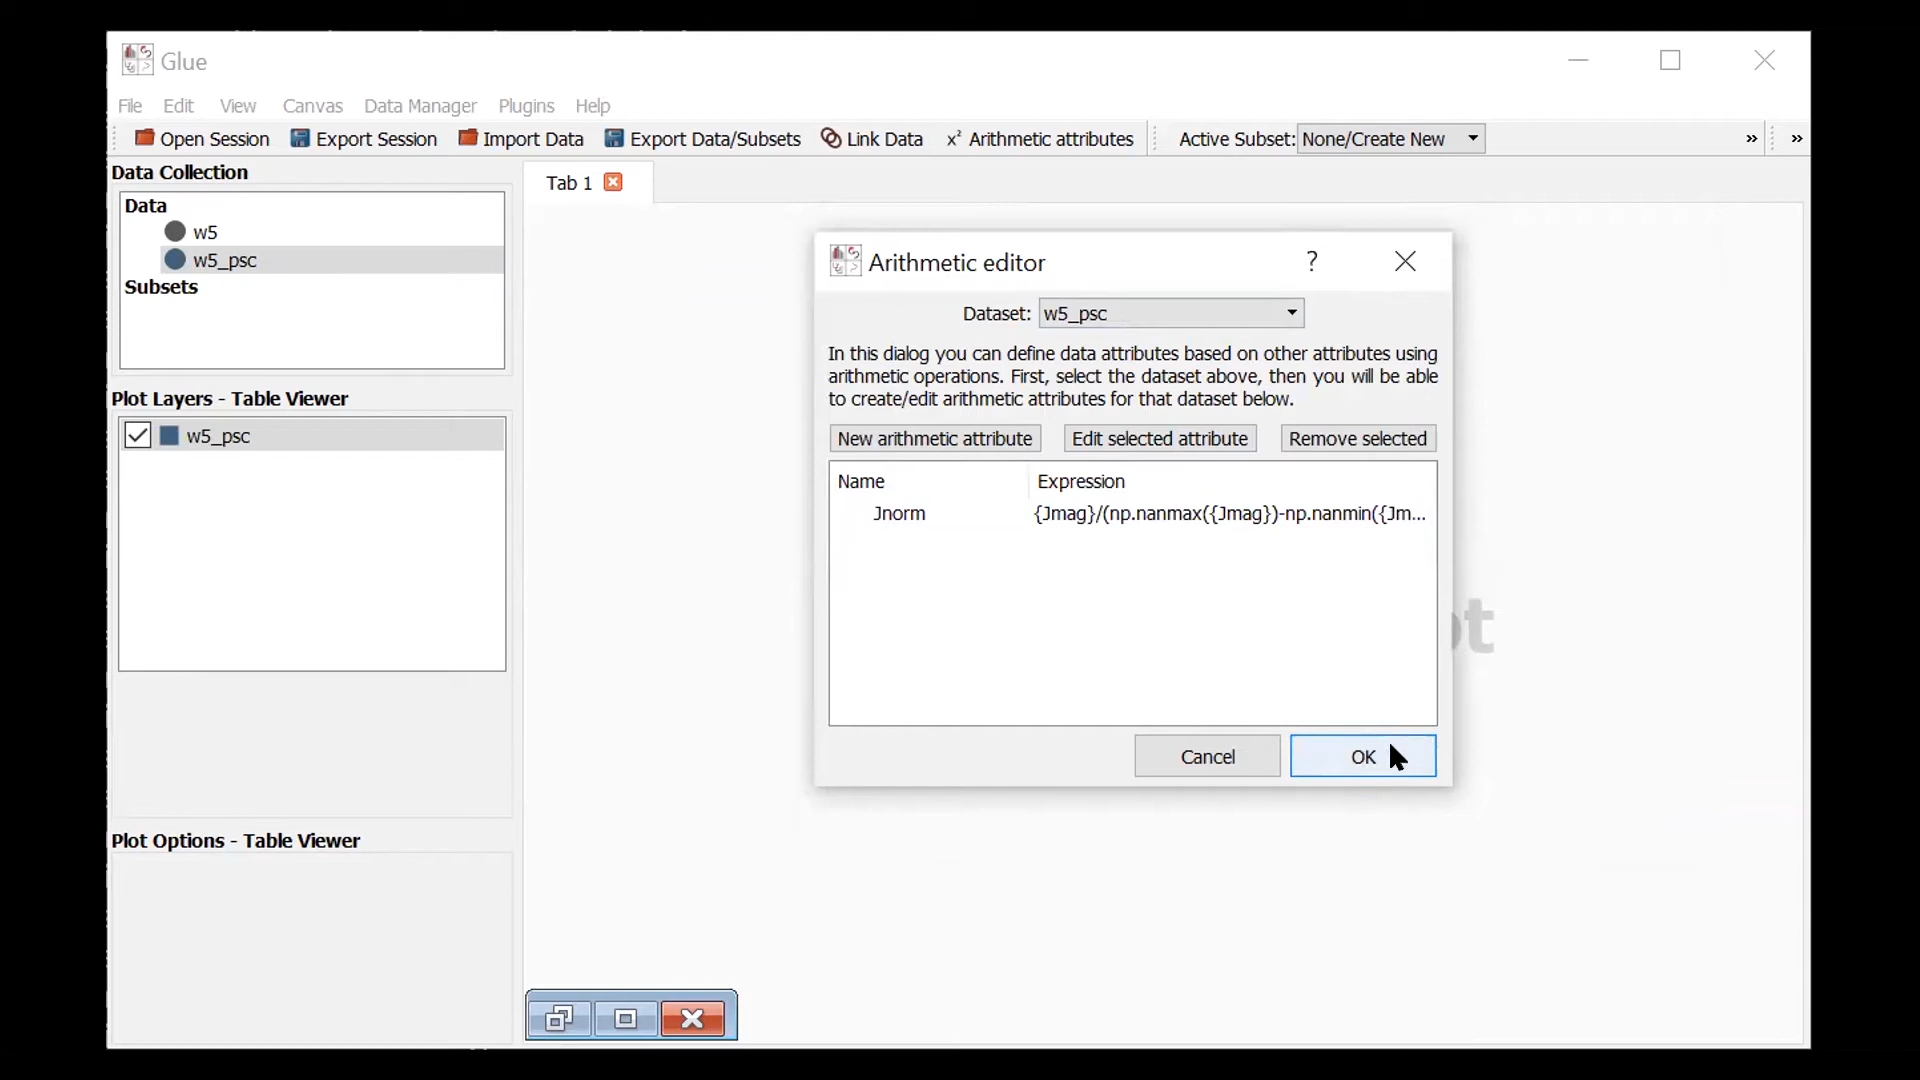 Glue
File Edit View Canvas Data Manager Plugins Help
Open Session Export Session Import Data Export Data/Subsets Link Data x² Arithmetic attributes Active Subset: None/Create New » »
Data Collection
Tab 1
Data
w5
w5_psc
Subsets
Plot Layers - Table Viewer
w5_psc
Plot Options - Table Viewer
Arithmetic editor ?
Dataset: w5_psc
In this dialog you can define data attributes based on other attributes using
arithmetic operations. First, select the dataset above, then you will be able
to create/edit arithmetic attributes for that dataset below.
New arithmetic attribute Edit selected attribute Remove selected
Name Expression
Jnorm {Jmag}/(np.nanmax({Jmag})-np.nanmin({Jm...
Cancel OK